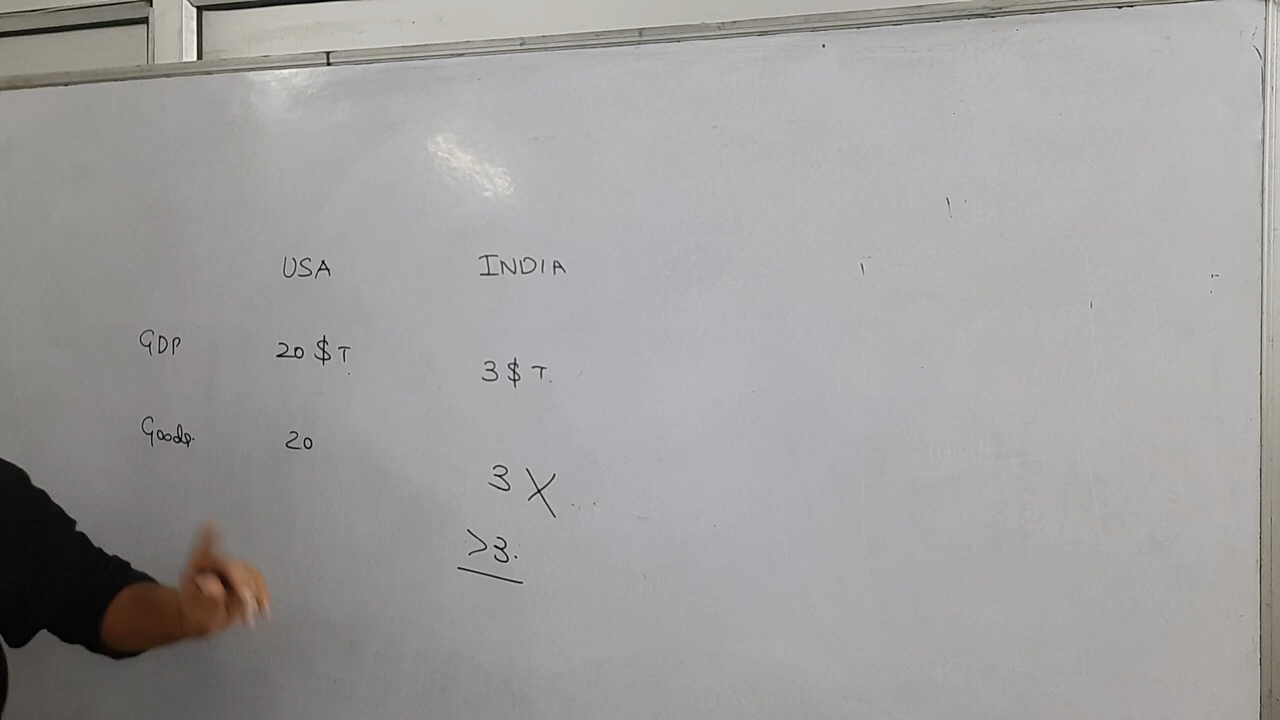 USA INDIA
GDP 20 $ T. 3 $ T.
Goods. 20
3 X
>3.